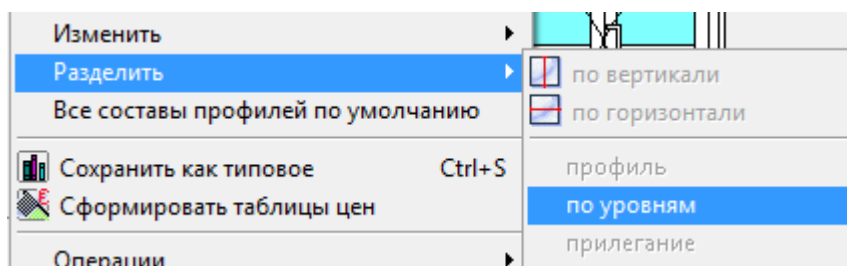 Изменить
Разделить
Все составы профилей по умолчанию
Сохранить как типовое Ctrl+S
Сформировать таблицы цен
Операции
по вертикали
по горизонтали
профиль
по уровням
прилегание